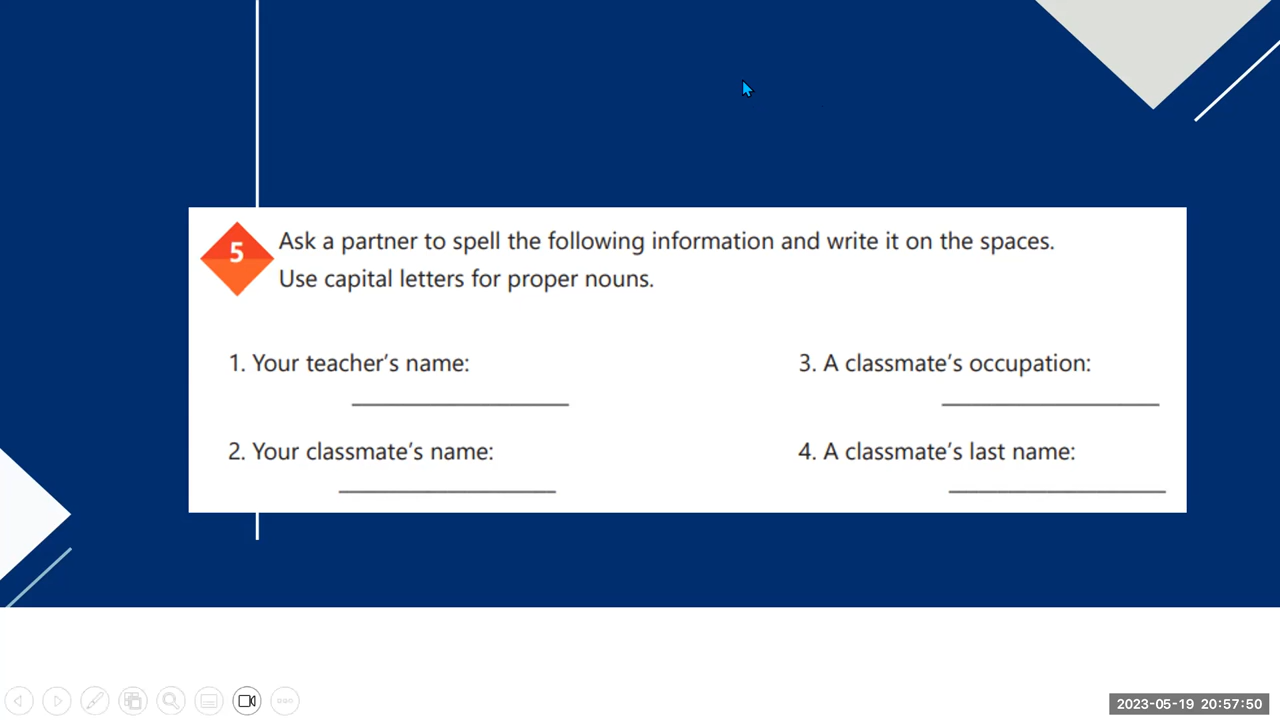 5
Ask a partner to spell the following information and write it on the spaces.
Use capital letters for proper nouns.
1. Your teacher's name:
2. Your classmate's name:
3. A classmate's occupation:
4. A classmate's last name:
2023-05-19 20:57:50